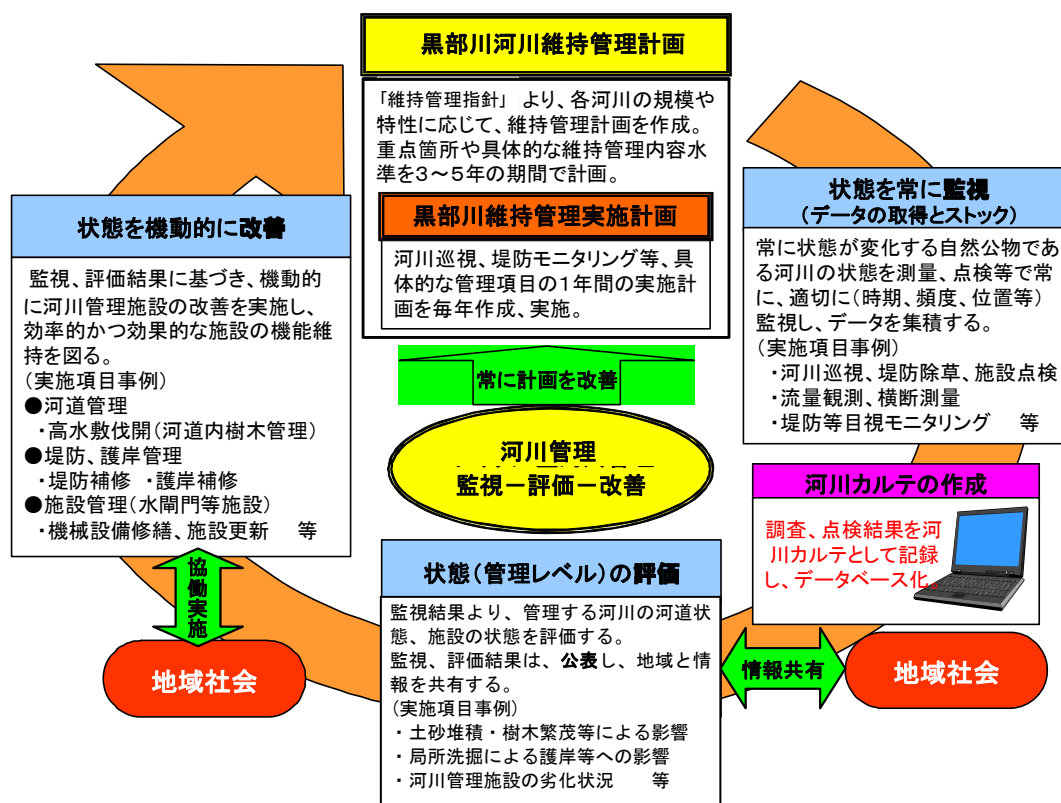 黒部川河川維持管理計画
「維持管理指針」 より、各河川の規模や
特性に応じて、維持管理計画を作成。
重点箇所や具体的な維持管理内容水
準を3～5年の期間で計画。
黒部川維持管理実施計画
河川巡視、堤防モニタリング等、具
体的な管理項目の1年間の実施計
画を毎年作成、実施。
常に計画を改善
河川管理
監視－評価－改善
状態を常に監視
(データの取得とストック)
常に状態が変化する自然公物であ
る河川の状態を測量、点検等で常
に、適切に(時期、頻度、位置等)
監視し、データを集積する。
(実施項目事例)
・河川巡視、堤防除草、施設点検
・流量観測、横断測量
・堤防等目視モニタリング 等
河川カルテの作成
調査、点検結果を河
川カルテとして記録
し、データベース化。
状態(管理レベル)の評価
監視結果より、管理する河川の河道状
態、施設の状態を評価する。
監視、評価結果は、公表し、地域と情
報を共有する。
(実施項目事例)
・土砂堆積・樹木繁茂等による影響
・局所洗掘による護岸等への影響
・河川管理施設の劣化状況 等
情報共有
地域社会
状態を機動的に改善
監視、評価結果に基づき、機動的
に河川管理施設の改善を実施し、
効率的かつ効果的な施設の機能維
持を図る。
(実施項目事例)
●河道管理
・高水敷伐開(河道内樹木管理)
●堤防、護岸管理
・堤防補修 ・護岸補修
●施設管理(水閘門等施設)
・機械設備修繕、施設更新 等
協働実施
地域社会